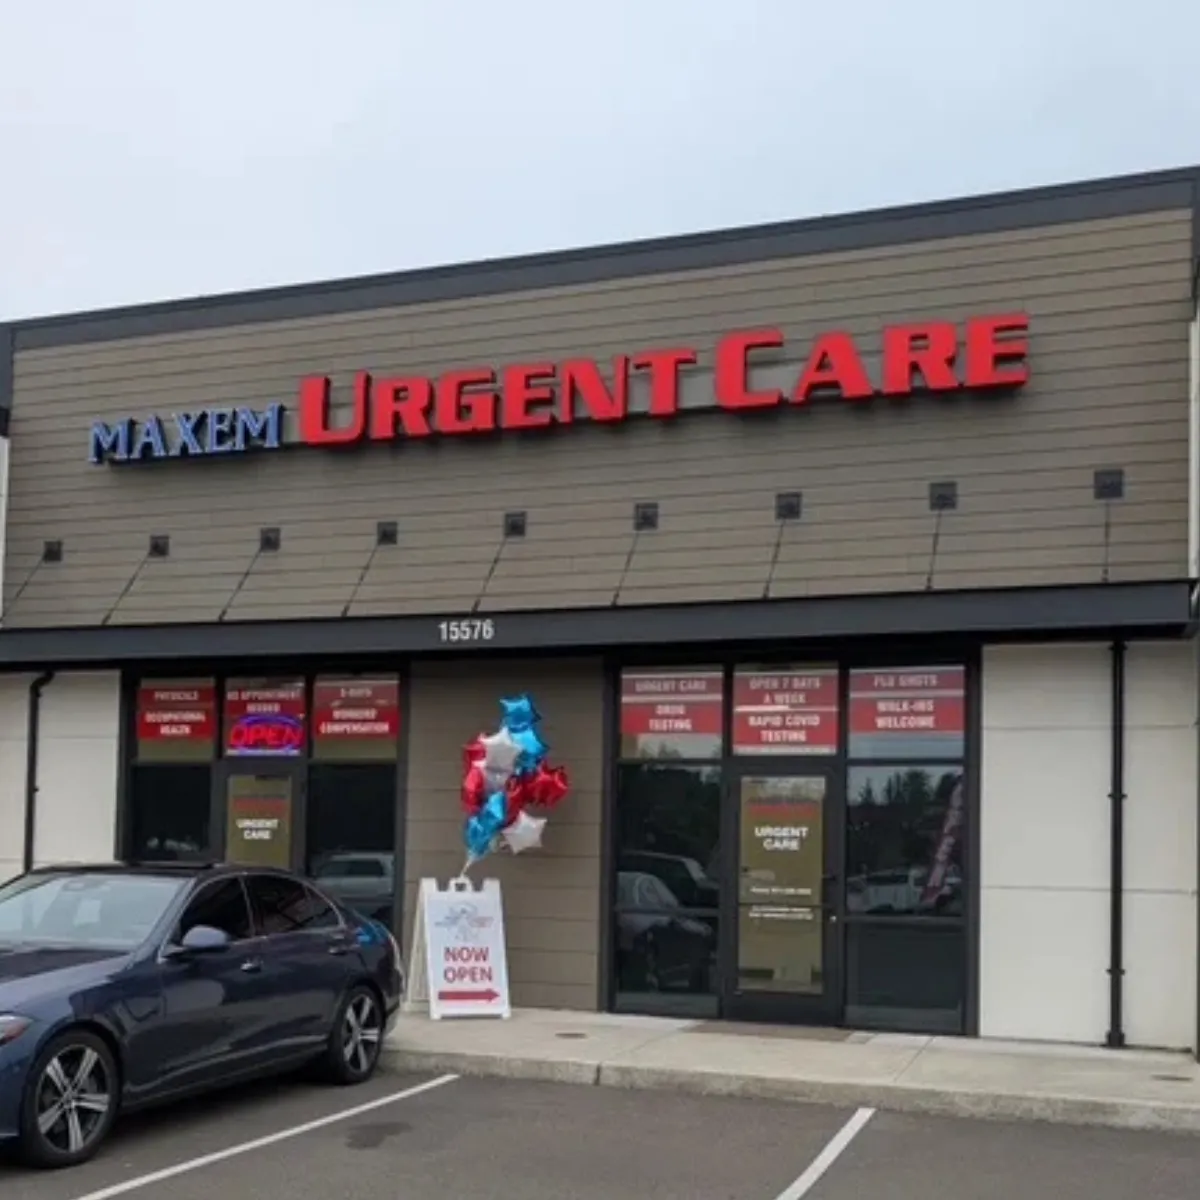 MAXEM URGENT CARE
15576
PHYSICALS
OCCUPATIONAL
HEALTH
NO APPOINTMENT
NEEDED
OPEN
X-RAYS
WORKERS'
COMPENSATION
URGENT CARE
DRUG
TESTING
OPEN 7 DAYS
A WEEK
RAPID COVID
TESTING
FLU SHOTS
WALK-INS
WELCOME
URGENT
CARE
URGENT
CARE
NOW
OPEN